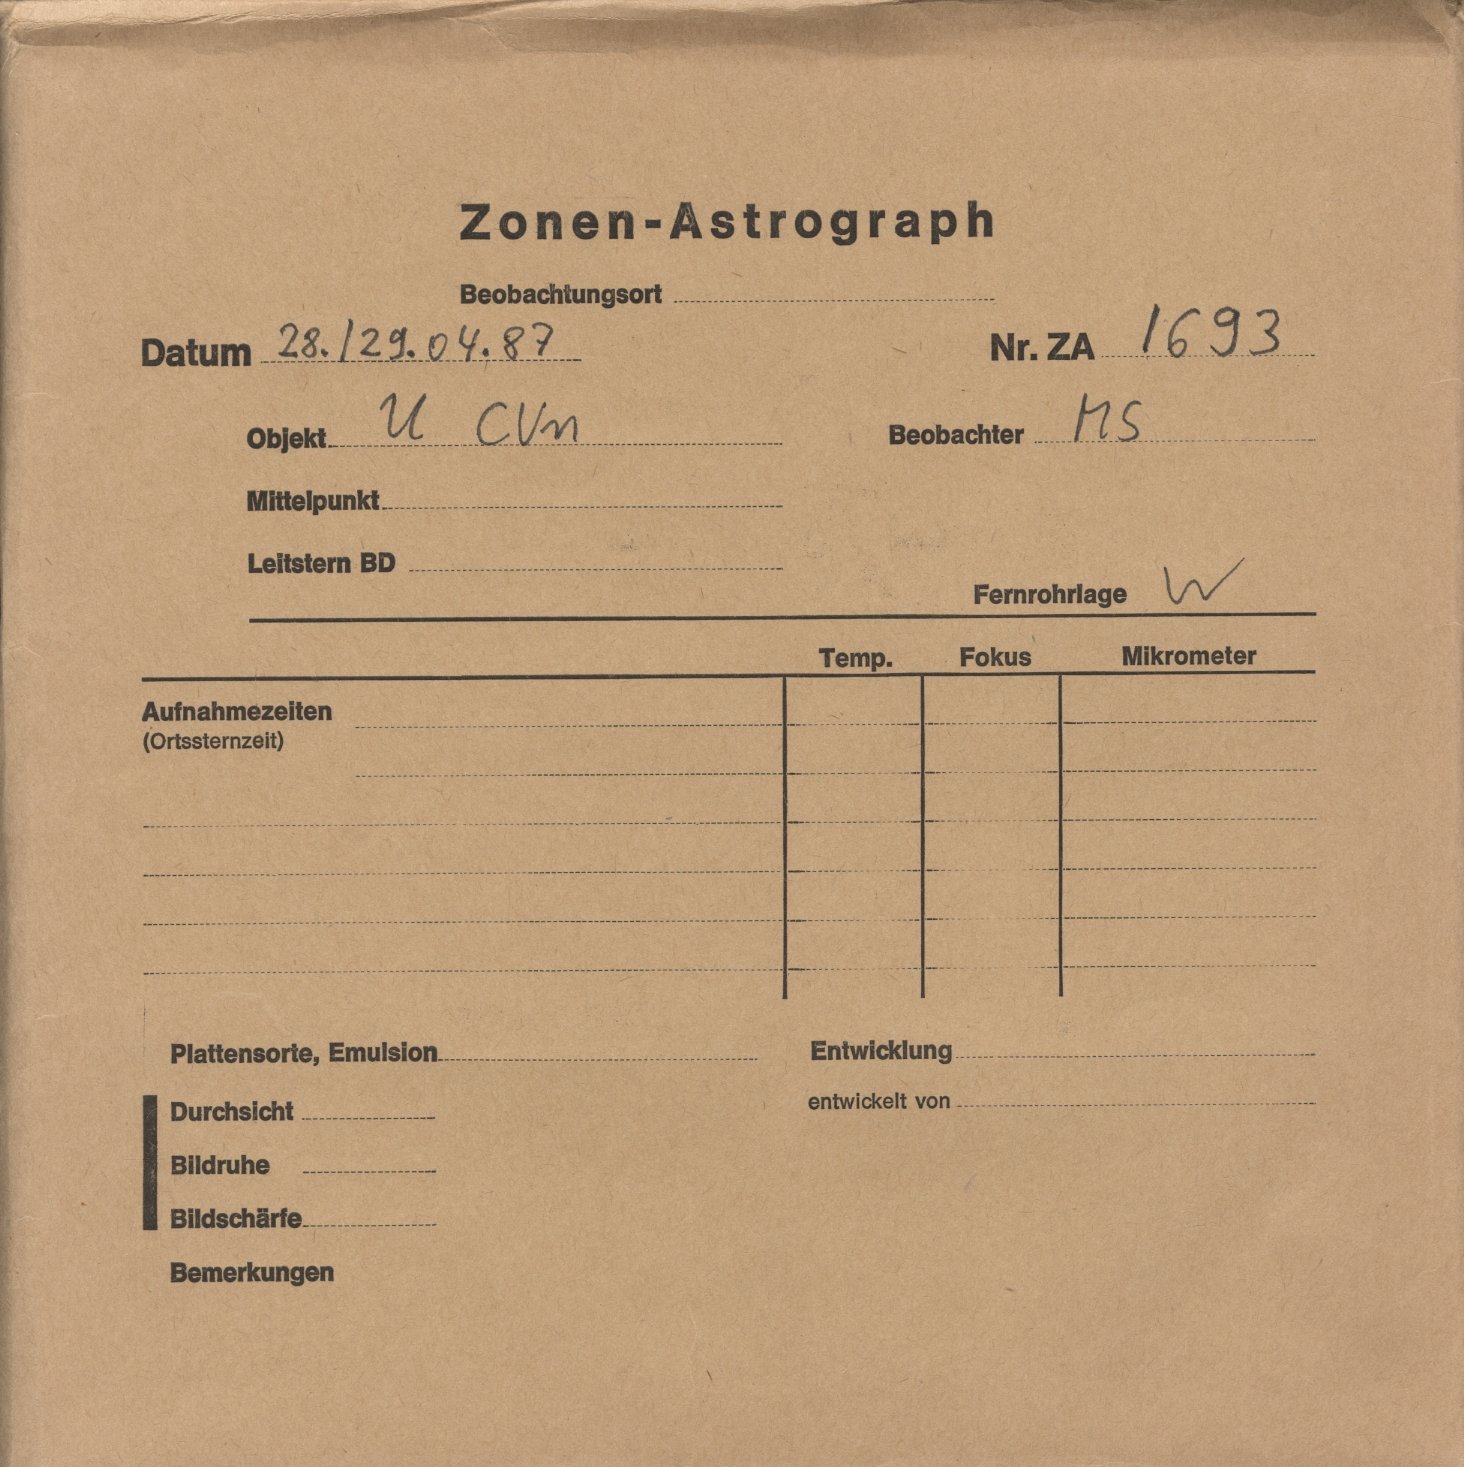 Zonen-Astrograph
Beobachtungsort
Datum 28./29.04.87 Nr. ZA 1693
Objekt U CVn Beobachter MS
Mittelpunkt
Leitstern BD
Fernrohrlage W
Temp. Fokus Mikrometer
Aufnahmezeiten
(Ortssternzeit)
Plattensorte, Emulsion Entwicklung
Durchsicht entwickelt von
Bildruhe
Bildschärfe
Bemerkungen